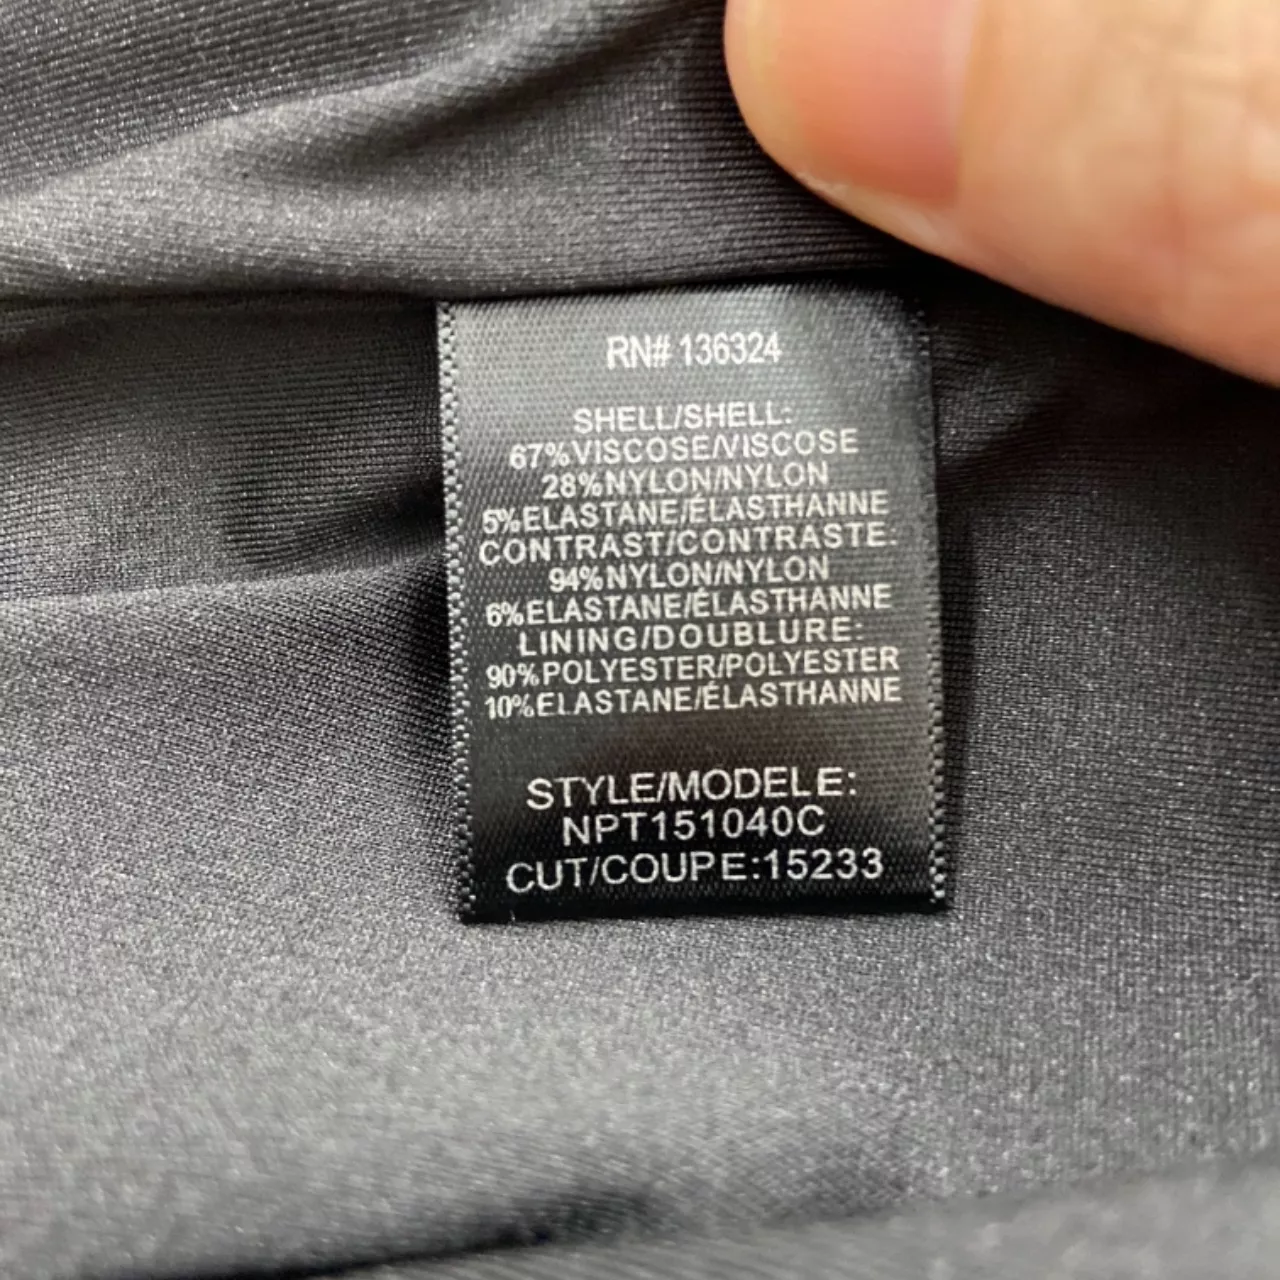 RN# 136324
SHELL/SHELL:
67%VISCOSE/VISCOSE
28%NYLON/NYLON
5%ELASTANE/ÉLASTHANNE
CONTRAST/CONTRASTE:
94%NYLON/NYLON
6%ELASTANE/ÉLASTHANNE
LINING/DOUBLURE:
90%POLYESTER/POLYESTER
10%ELASTANE/ÉLASTHANNE
STYLE/MODELE:
NPT151040C
CUT/COUPE:15233